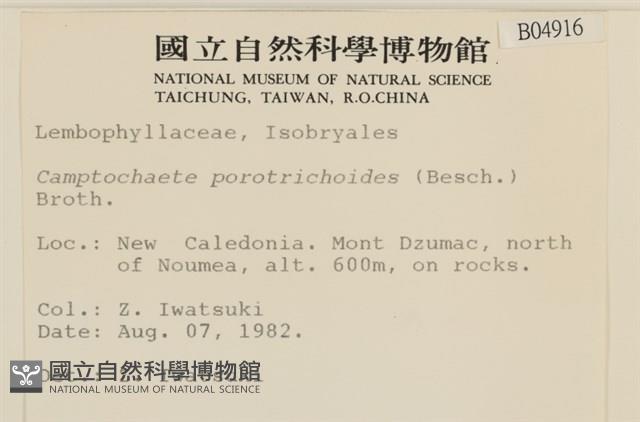 國立自然科學博物館
B04916
NATIONAL MUSEUM OF NATURAL SCIENCE
TAICHUNG, TAIWAN, R.O.CHINA
Lembophyllaceae, Isobryales
Camptochaete porotrichoides (Besch.)
Broth.
Loc.: New Caledonia. Mont Dzumac, north
of Noumea, alt. 600m, on rocks.
Col.: Z. Iwatsuki
Date: Aug. 07, 1982.
國立自然科學博物館
NATIONAL MUSEUM OF NATURAL SCIENCE